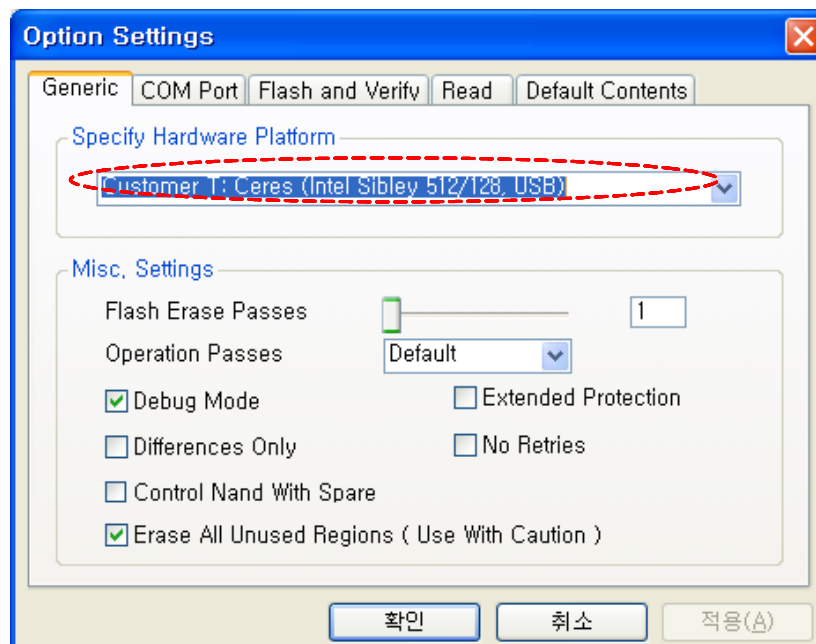 Option Settings
Generic COM Port Flash and Verify Read Default Contents
Specify Hardware Platform
Customer T: Ceres (Intel Sibley 512/128, USB)
Misc. Settings
Flash Erase Passes 1
Operation Passes Default
Debug Mode Extended Protection
Differences Only No Retries
Control Nand With Spare
Erase All Unused Regions ( Use With Caution )
확인 취소 적용(A)